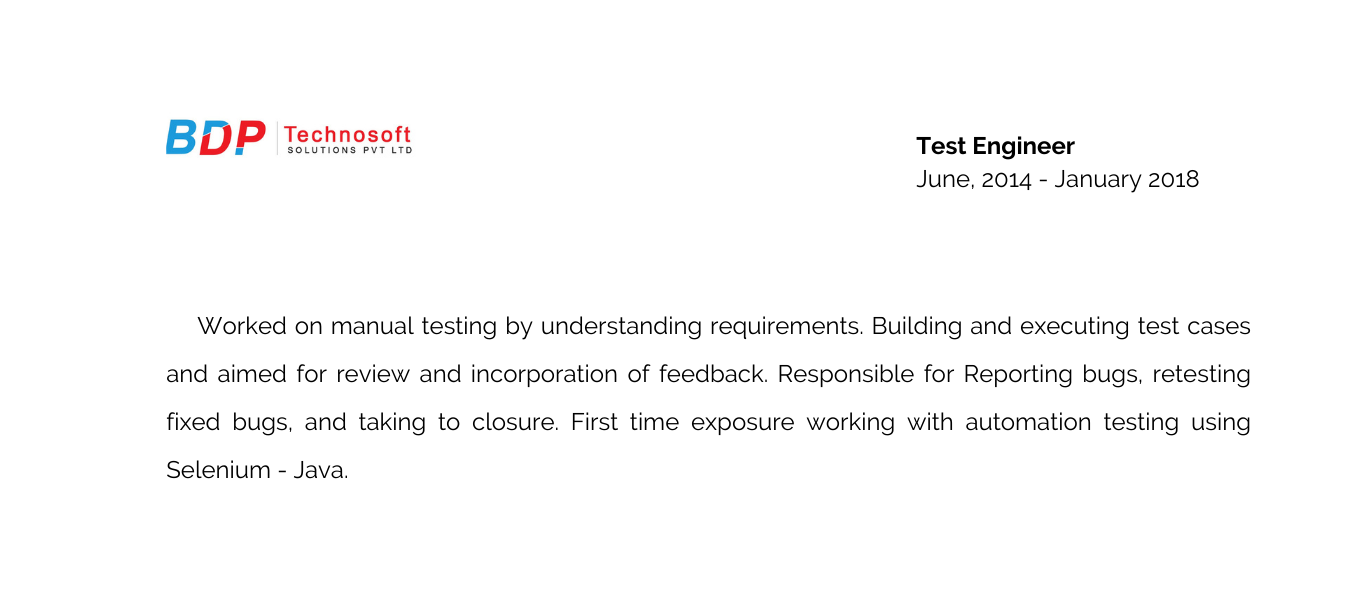 BDP Technosoft
SOLUTIONS PVT LTD
Test Engineer
June, 2014 - January 2018
Worked on manual testing by understanding requirements. Building and executing test cases
and aimed for review and incorporation of feedback. Responsible for Reporting bugs, retesting
fixed bugs, and taking to closure. First time exposure working with automation testing using
Selenium - Java.